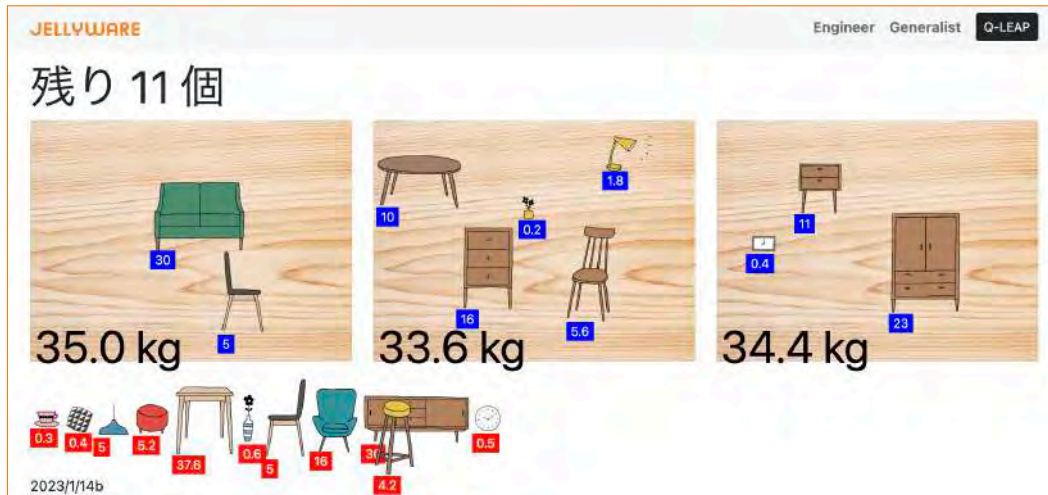 JELLYWARE
Engineer Generalist Q-LEAP
残り 11 個
30
5
35.0 kg
10
1.8
0.2
16
5.6
33.6 kg
11
0.4
23
34.4 kg
0.3
0.4
5
5.2
37.6
0.6
5
16
4.2
0.5
2023/1/14b